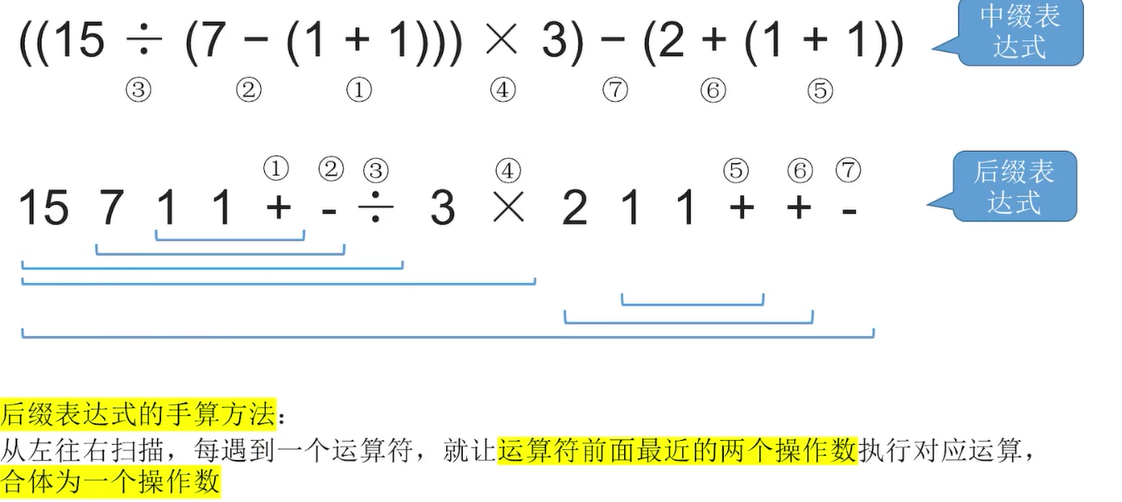 ((15 ÷ (7 − (1 + 1))) × 3) − (2 + (1 + 1))
③ ② ① ④ ⑦ ⑥ ⑤
中缀表
达式
① ② ③ ④ ⑤ ⑥ ⑦
15 7 1 1 + - ÷ 3 × 2 1 1 + + -
后缀表
达式
后缀表达式的手算方法：
从左往右扫描，每遇到一个运算符，就让运算符前面最近的两个操作数执行对应运算，
合体为一个操作数